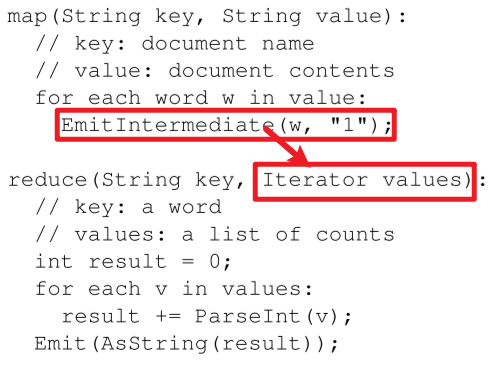 map(String key, String value):
// key: document name
// value: document contents
for each word w in value:
EmitIntermediate(w, "1");
reduce(String key, Iterator values):
// key: a word
// values: a list of counts
int result = 0;
for each v in values:
result += ParseInt(v);
Emit(AsString(result));